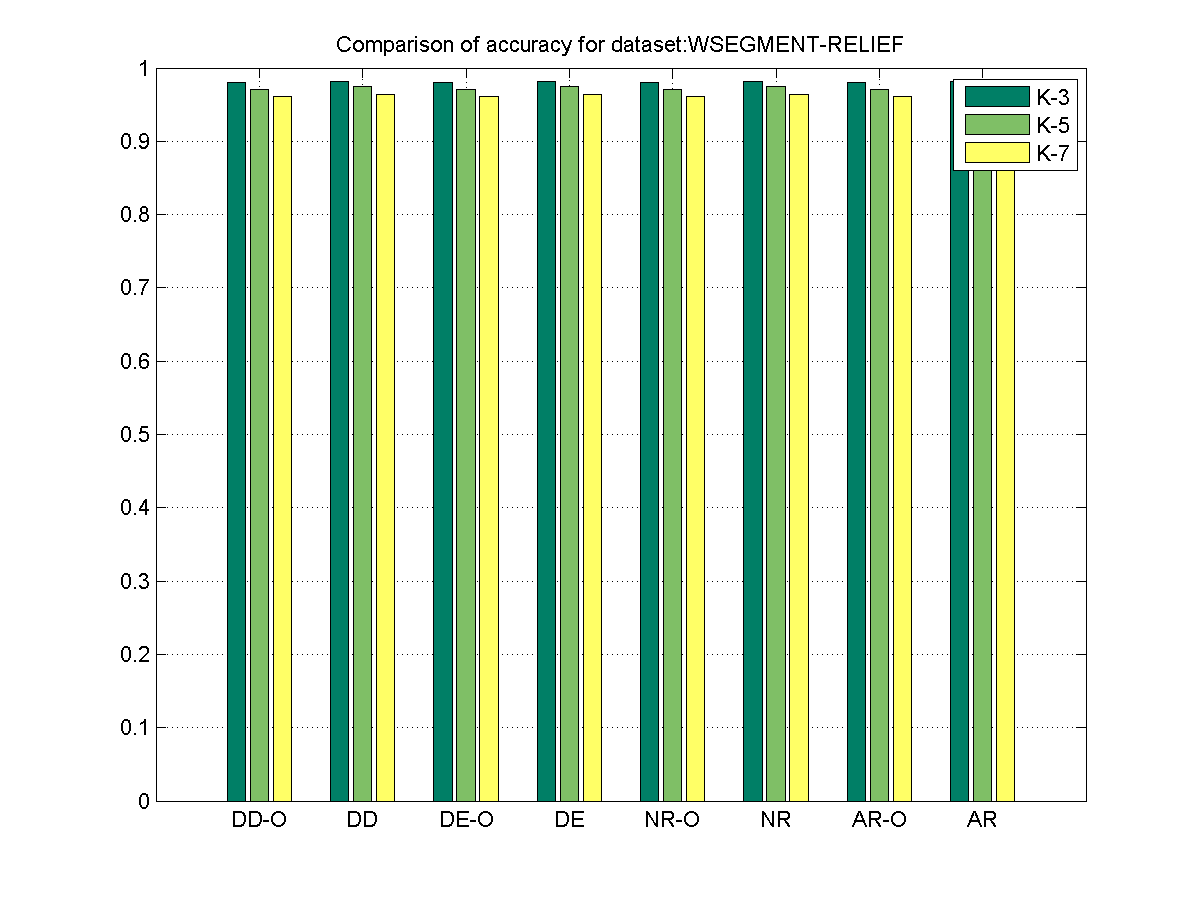 Comparison of accuracy for dataset:WSEGMENT-RELIEF
1
0.9
0.8
0.7
0.6
0.5
0.4
0.3
0.2
0.1
0
K-3
K-5
K-7
DD-O DD DE-O DE NR-O NR AR-O AR